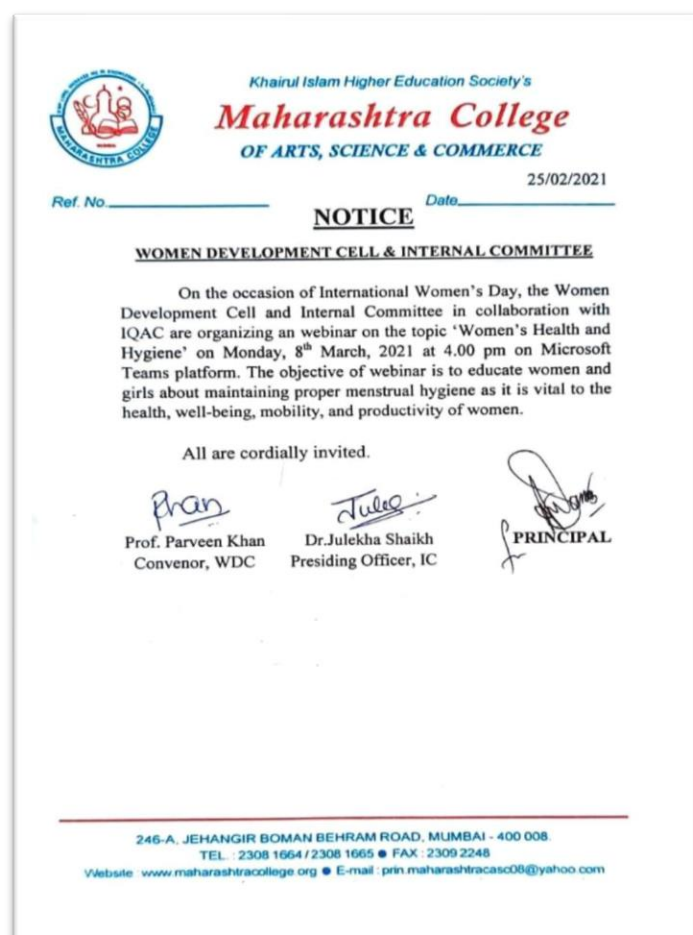 Khairul Islam Higher Education Society's
Maharashtra College
OF ARTS, SCIENCE & COMMERCE
MAHARASHTRA COLLEGE
25/02/2021
Ref. No.
Date
NOTICE
WOMEN DEVELOPMENT CELL & INTERNAL COMMITTEE
On the occasion of International Women's Day, the Women
Development Cell and Internal Committee in collaboration with
IQAC are organizing an webinar on the topic ‘Women's Health and
Hygiene’ on Monday, 8th March, 2021 at 4.00 pm on Microsoft
Teams platform. The objective of webinar is to educate women and
girls about maintaining proper menstrual hygiene as it is vital to the
health, well-being, mobility, and productivity of women.
All are cordially invited.
Prof. Parveen Khan
Convenor, WDC
Dr.Julekha Shaikh
Presiding Officer, IC
PRINCIPAL
246-A, JEHANGIR BOMAN BEHRAM ROAD, MUMBAI - 400 008.
TEL. : 2308 1664 / 2308 1665 ● FAX : 2309 2248
Website : www.maharashtracollege.org ● E-mail : prin.maharashtracasc08@yahoo.com